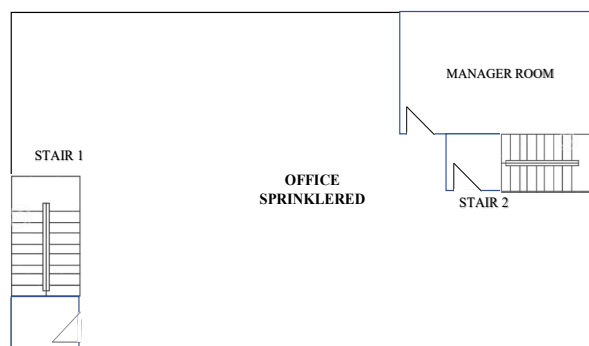 MANAGER ROOM
STAIR 1
OFFICE
SPRINKLERED
STAIR 2